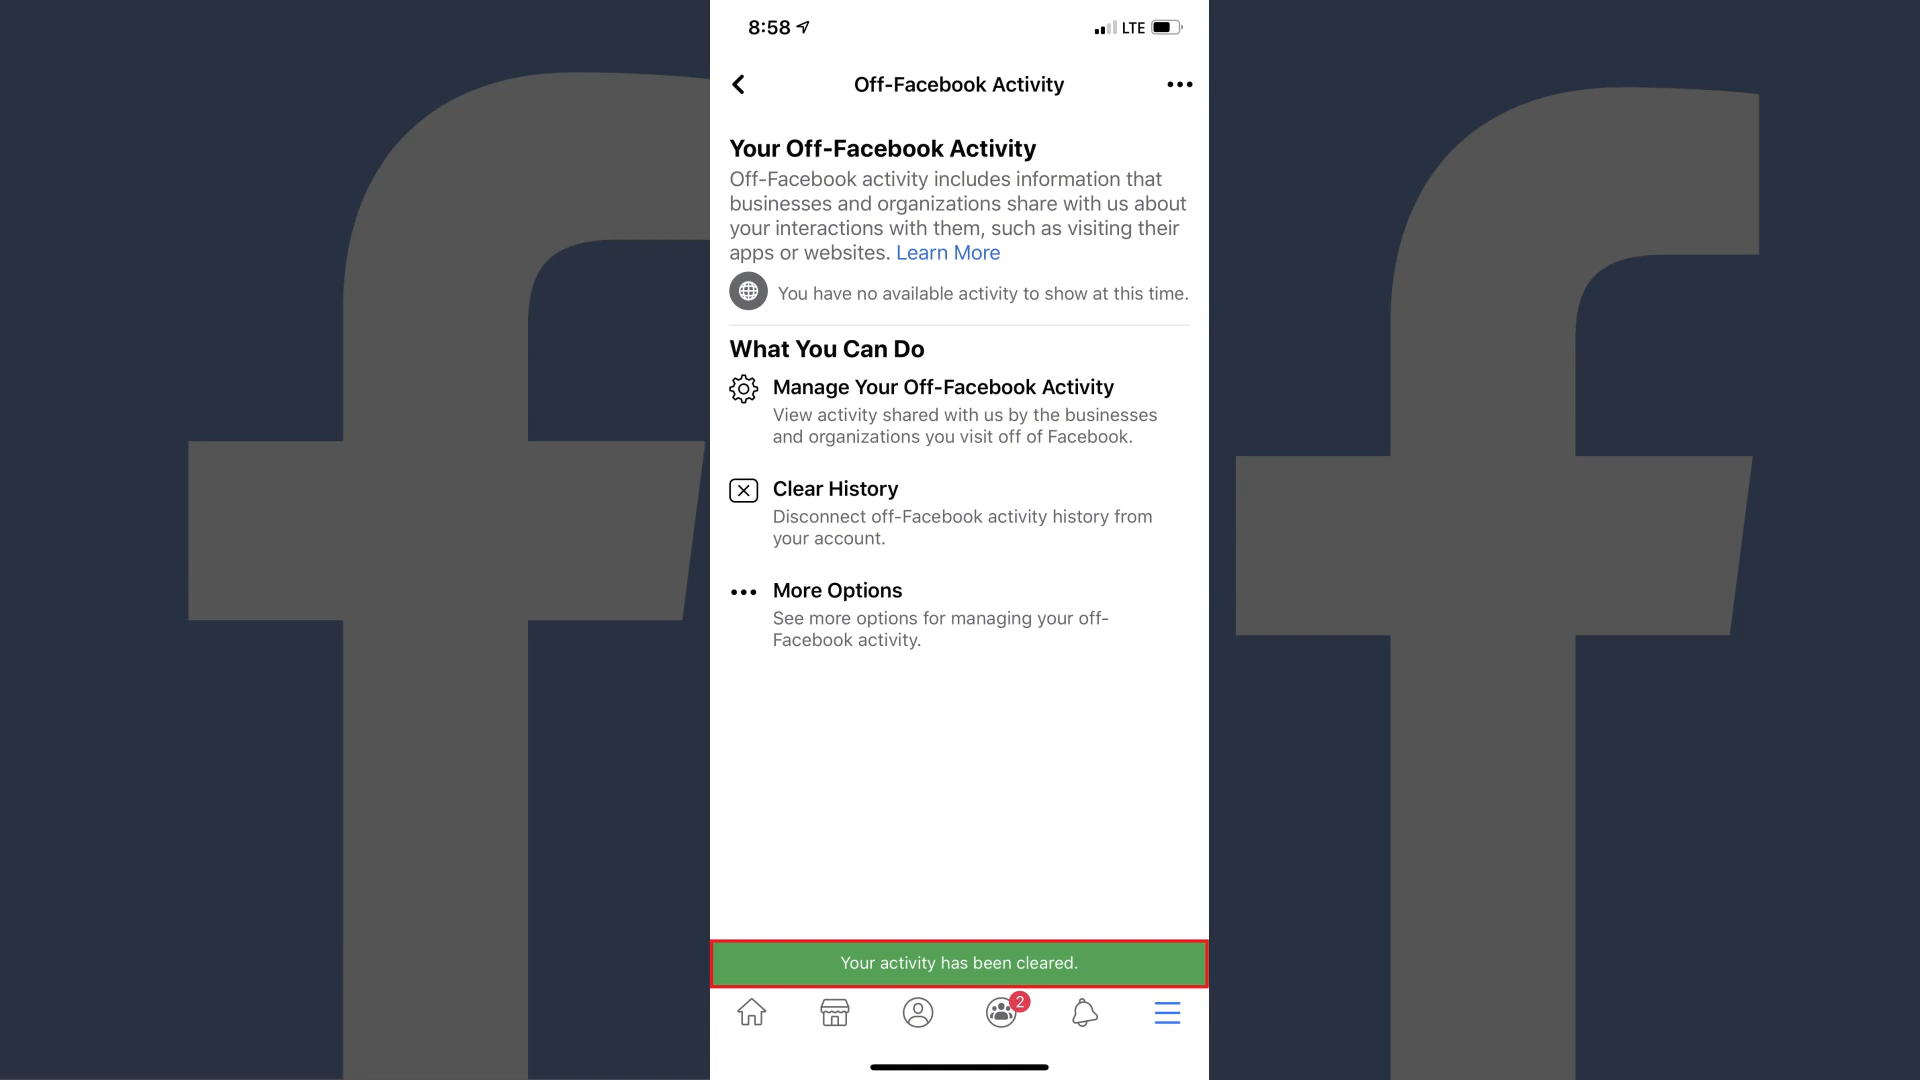 8:58
LTE
Off-Facebook Activity
Your Off-Facebook Activity
Off-Facebook activity includes information that
businesses and organizations share with us about
your interactions with them, such as visiting their
apps or websites. Learn More
You have no available activity to show at this time.
What You Can Do
Manage Your Off-Facebook Activity
View activity shared with us by the businesses
and organizations you visit off of Facebook.
Clear History
Disconnect off-Facebook activity history from
your account.
More Options
See more options for managing your off-
Facebook activity.
Your activity has been cleared.
2